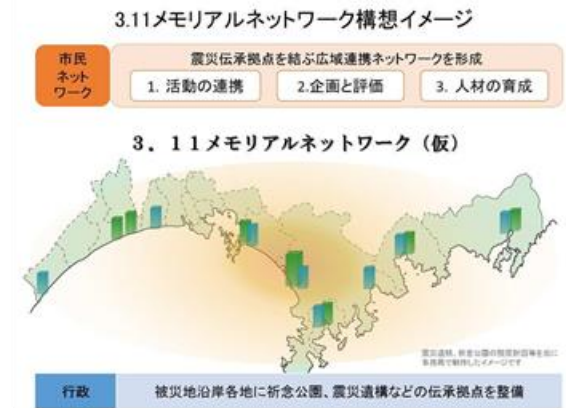 3.11メモリアルネットワーク構想イメージ
市民
ネット
ワーク
震災伝承拠点を結ぶ広域連携ネットワークを形成
1. 活動の連携
2.企画と評価
3. 人材の育成
3．11メモリアルネットワーク（仮）
行政
被災地沿岸各地に祈念公園、震災遺構などの伝承拠点を整備